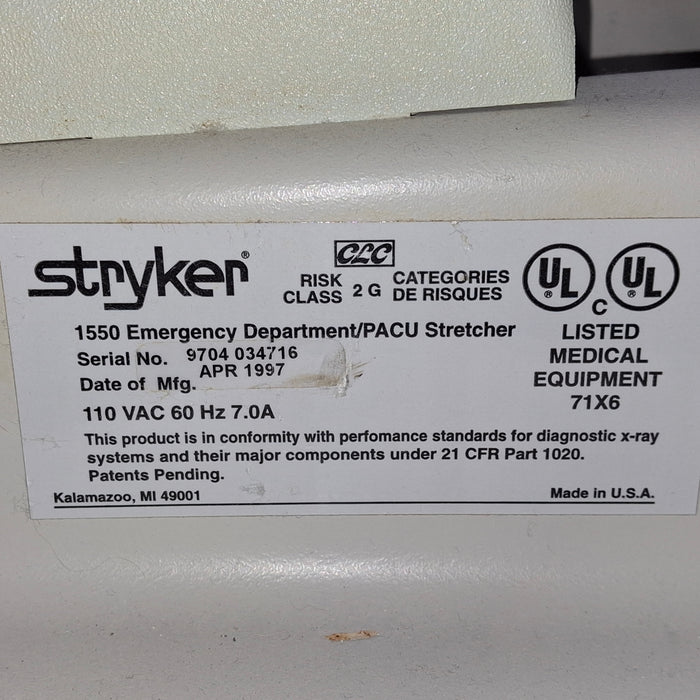 stryker®
CLC
RISK CLASS 2 G CATEGORIES DE RISQUES
UL® C UL®
1550 Emergency Department/PACU Stretcher
Serial No. 9704 034716
Date of Mfg. APR 1997
LISTED
MEDICAL
EQUIPMENT
71X6
110 VAC 60 Hz 7.0A
This product is in conformity with perfomance standards for diagnostic x-ray
systems and their major components under 21 CFR Part 1020.
Patents Pending.
Kalamazoo, MI 49001 Made in U.S.A.